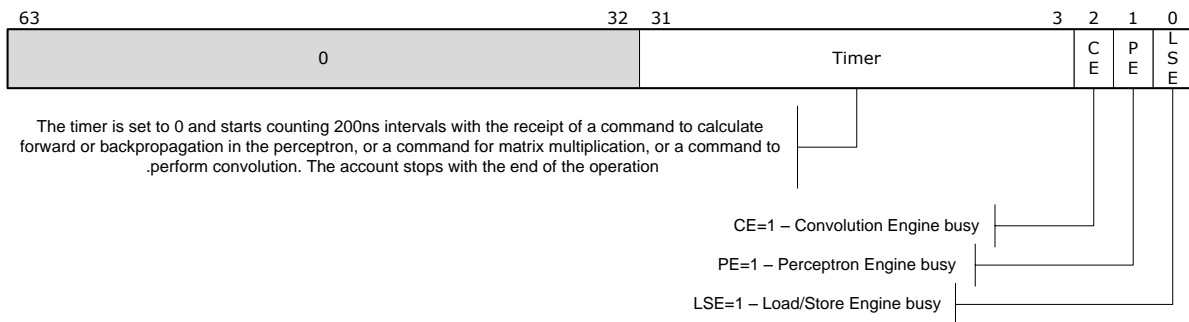 63 32 31 3 2 1 0
0 Timer CE PE LSE
The timer is set to 0 and starts counting 200ns intervals with the receipt of a command to calculate
forward or backpropagation in the perceptron, or a command for matrix multiplication, or a command to
.perform convolution. The account stops with the end of the operation
CE=1 – Convolution Engine busy
PE=1 – Perceptron Engine busy
LSE=1 – Load/Store Engine busy